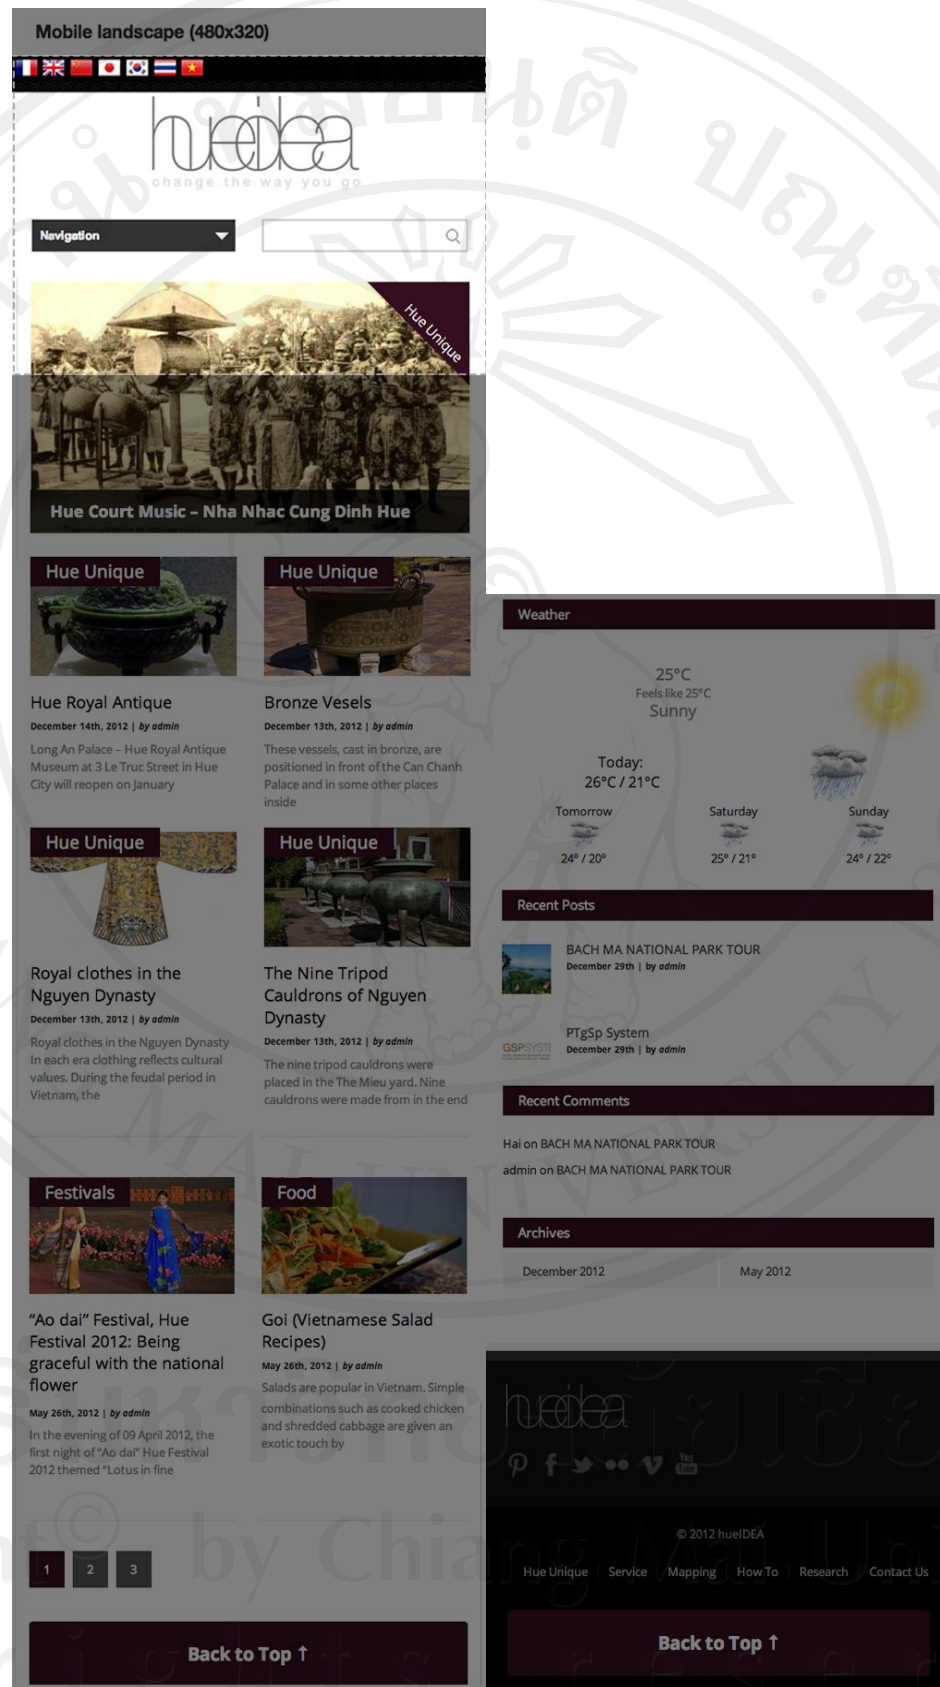 Mobile landscape (480x320)
hueidea
change the way you go
Navigation
Hue Unique
Hue Court Music – Nha Nhac Cung Dinh Hue
Hue Unique
Hue Royal Antique
December 14th, 2012 | by admin
Long An Palace – Hue Royal Antique
Museum at 3 Le Truc Street in Hue
City will reopen on January
Hue Unique
Bronze Vesels
December 13th, 2012 | by admin
These vessels, cast in bronze, are
positioned in front of the Can Chanh
Palace and in some other places
inside
Hue Unique
Royal clothes in the
Nguyen Dynasty
December 13th, 2012 | by admin
Royal clothes in the Nguyen Dynasty
In each era clothing reflects cultural
values. During the feudal period in
Vietnam, the
Hue Unique
The Nine Tripod
Cauldrons of Nguyen
Dynasty
December 13th, 2012 | by admin
The nine tripod cauldrons were
placed in the The Mieu yard. Nine
cauldrons were made from in the end
Festivals
“Ao dai” Festival, Hue
Festival 2012: Being
graceful with the national
flower
May 26th, 2012 | by admin
In the evening of 09 April 2012, the
first night of “Ao dai” Hue Festival
2012 themed “Lotus in fine
Food
Goi (Vietnamese Salad
Recipes)
May 26th, 2012 | by admin
Salads are popular in Vietnam. Simple
combinations such as cooked chicken
and shredded cabbage are given an
exotic touch by
1 2 3
Back to Top ↑
Weather
25°C
Feels like 25°C
Sunny
Today:
26°C / 21°C
Tomorrow Saturday Sunday
24° / 20° 25° / 21° 24° / 22°
Recent Posts
BACH MA NATIONAL PARK TOUR
December 29th | by admin
GSPSYSTE
PTgSp System
December 29th | by admin
Recent Comments
Hai on BACH MA NATIONAL PARK TOUR
admin on BACH MA NATIONAL PARK TOUR
Archives
December 2012 May 2012
hueidea
You
Tube
© 2012 hueIDEA
Hue Unique Service Mapping How To Research Contact Us
Back to Top ↑
MAI UNIVERSITY
© by Chiang Mai Uni